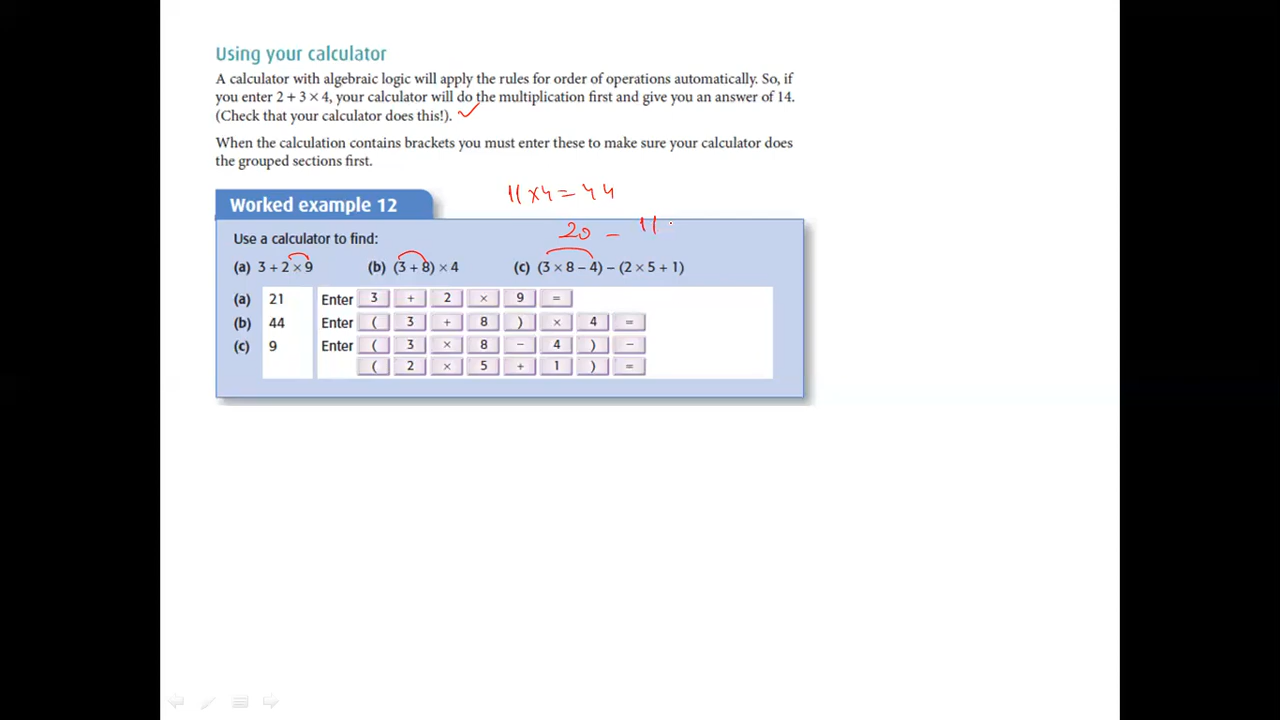 Using your calculator
A calculator with algebraic logic will apply the rules for order of operations automatically. So, if
you enter 2 + 3 × 4, your calculator will do the multiplication first and give you an answer of 14.
(Check that your calculator does this!).
When the calculation contains brackets you must enter these to make sure your calculator does
the grouped sections first.
11 × 4 = 44
Worked example 12
20 - 11
Use a calculator to find:
(a) 3 + 2 × 9 (b) (3 + 8) × 4 (c) (3 × 8 – 4) – (2 × 5 + 1)
(a) 21 Enter 3 + 2 × 9 =
(b) 44 Enter ( 3 + 8 ) × 4 =
(c) 9 Enter ( 3 × 8 – 4 ) –
( 2 × 5 + 1 ) =